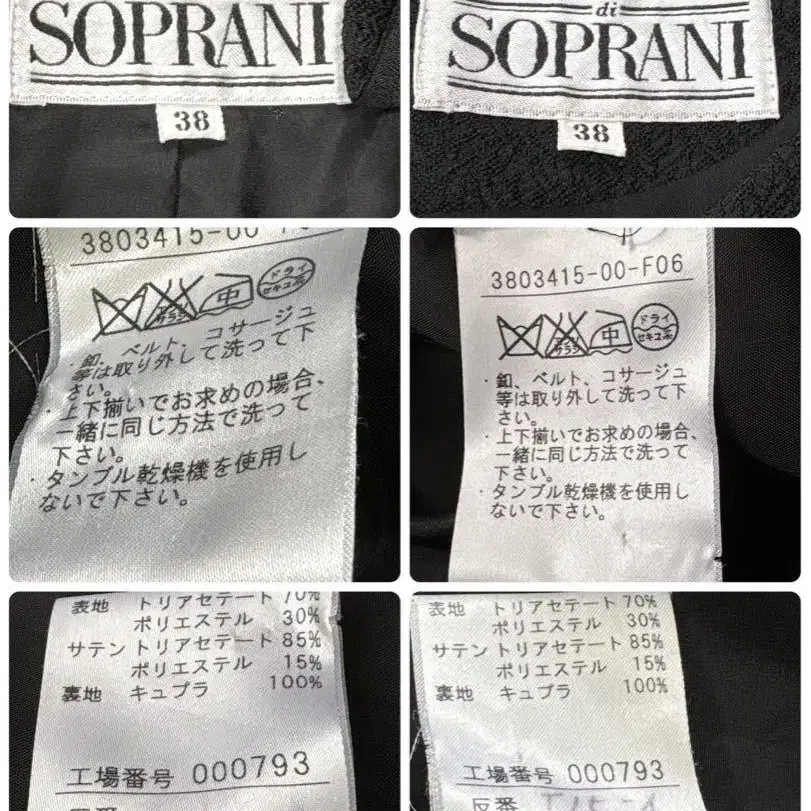 SOPRANI
38
di
SOPRANI
38
3803415-00-F
サラシ
中
ドライ
セキユ系
・釦、ベルト、コサージュ
等は取り外して洗って下
さい。
・上下揃いでお求めの場合、
一緒に同じ方法で洗って
下さい。
・タンブル乾燥機を使用し
ないで下さい。
3803415-00-F06
サラシ
中
ドライ
セキユ系
・釦、ベルト、コサージュ
等は取り外して洗って下
さい。
・上下揃いでお求めの場合、
一緒に同じ方法で洗って
下さい。
・タンブル乾燥機を使用し
ないで下さい。
表地 トリアセテート 70%
ポリエステル 30%
サテン トリアセテート 85%
ポリエステル 15%
裏地 キュプラ 100%
工場番号 000793
反番
表地 トリアセテート 70%
ポリエステル 30%
サテン トリアセテート 85%
ポリエステル 15%
裏地 キュプラ 100%
工場番号 000793
反番